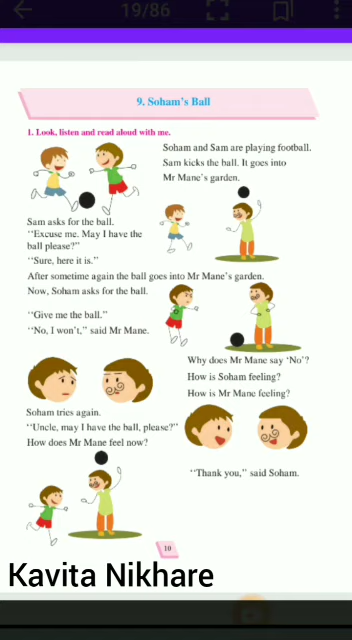 19/86
9. Soham's Ball
1. Look, listen and read aloud with me.
Soham and Sam are playing football.
Sam kicks the ball. It goes into
Mr Mane's garden.
Sam asks for the ball.
"Excuse me. May I have the
ball please?"
"Sure, here it is."
After sometime again the ball goes into Mr Mane's garden.
Now, Soham asks for the ball.
"Give me the ball."
"No, I won't," said Mr Mane.
Why does Mr Mane say 'No'?
How is Soham feeling?
How is Mr Mane feeling?
Soham tries again.
"Uncle, may I have the ball, please?"
How does Mr Mane feel now?
"Thank you," said Soham.
10
Kavita Nikhare